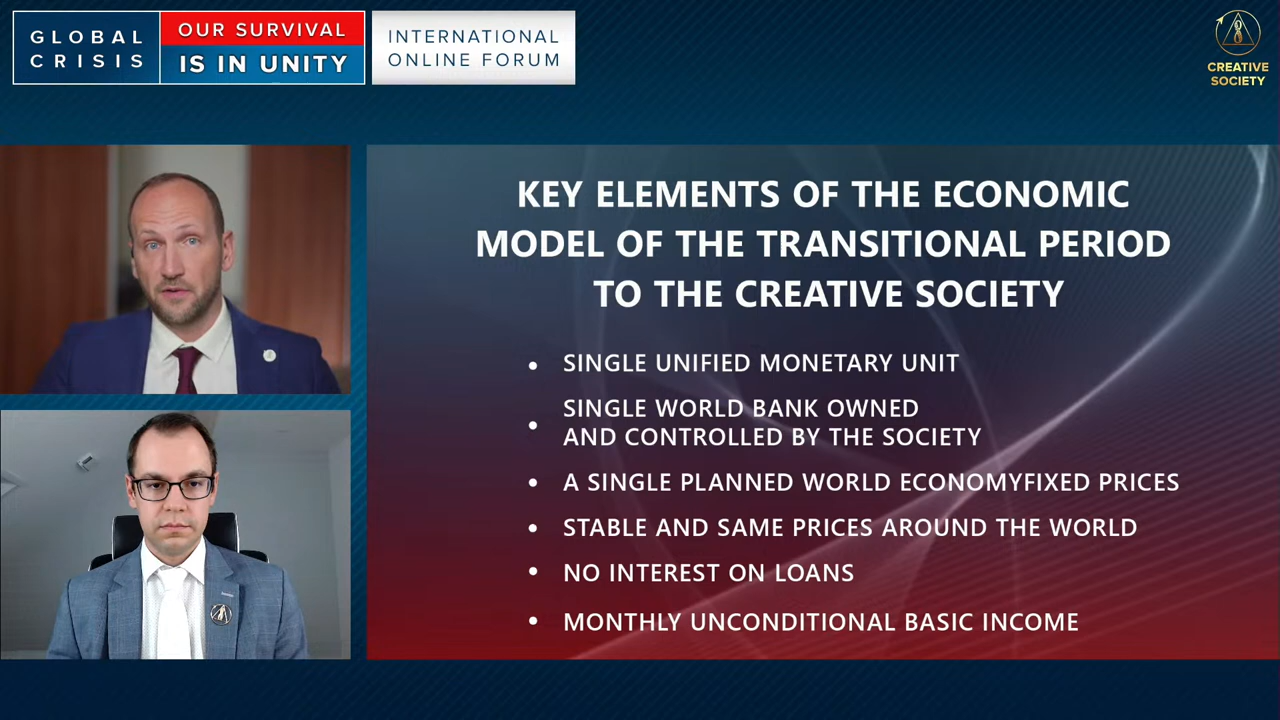 GLOBAL
CRISIS
OUR SURVIVAL
IS IN UNITY
INTERNATIONAL
ONLINE FORUM
CREATIVE
SOCIETY
KEY ELEMENTS OF THE ECONOMIC
MODEL OF THE TRANSITIONAL PERIOD
TO THE CREATIVE SOCIETY
• SINGLE UNIFIED MONETARY UNIT
• SINGLE WORLD BANK OWNED
AND CONTROLLED BY THE SOCIETY
• A SINGLE PLANNED WORLD ECONOMYFIXED PRICES
• STABLE AND SAME PRICES AROUND THE WORLD
• NO INTEREST ON LOANS
• MONTHLY UNCONDITIONAL BASIC INCOME